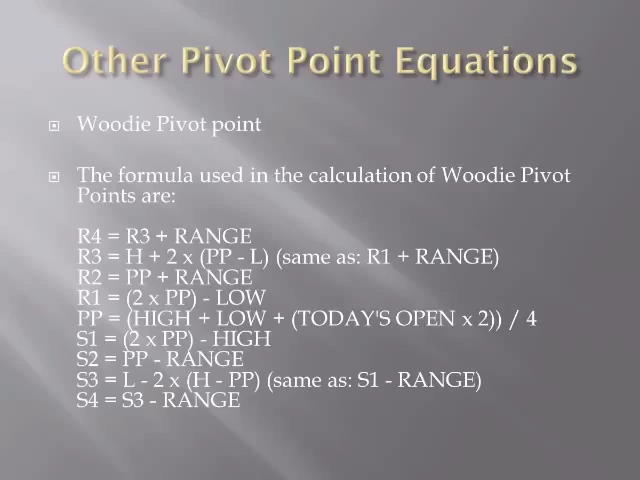 Other Pivot Point Equations
Woodie Pivot point
The formula used in the calculation of Woodie Pivot
Points are:
R4 = R3 + RANGE
R3 = H + 2 x (PP - L) (same as: R1 + RANGE)
R2 = PP + RANGE
R1 = (2 x PP) - LOW
PP = (HIGH + LOW + (TODAY'S OPEN x 2)) / 4
S1 = (2 x PP) - HIGH
S2 = PP - RANGE
S3 = L - 2 x (H - PP) (same as: S1 - RANGE)
S4 = S3 - RANGE